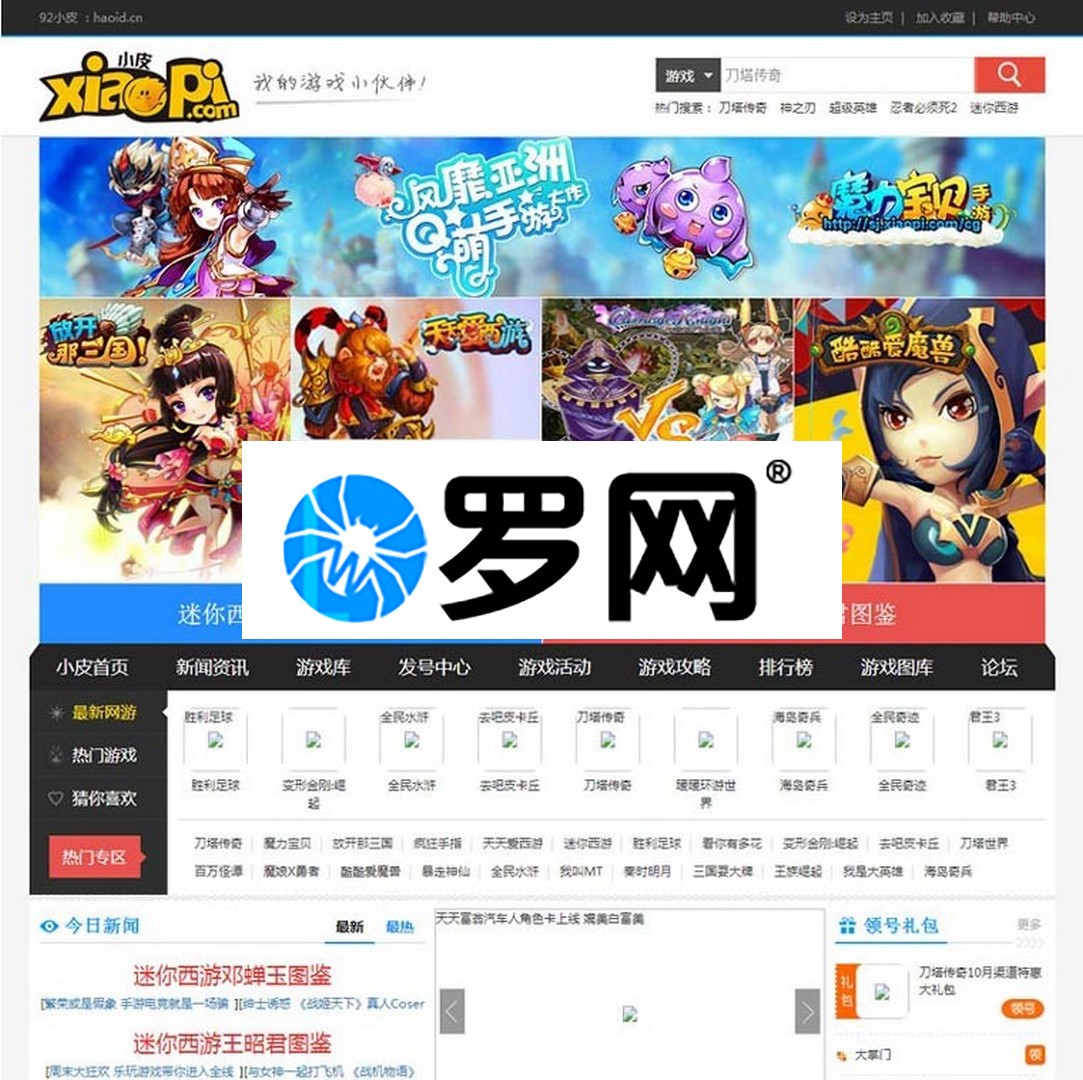 92小皮 ：haoid.cn
设为主页 | 加入收藏 | 帮助中心
小皮
xiaopi.com
我的游戏小伙伴!
游戏 刀塔传奇
热门搜索： 刀塔传奇 神之刃 超级英雄 忍者必须死2 迷你西游
疯靡亚洲
Q萌手游大作
魔力宝贝手游
http://sj.xiaopi.com/cg
放开那三国!
天天爱西游
Carnage Knight
VS
酷酷爱魔兽
罗网®
迷你西
图鉴
小皮首页 新闻资讯 游戏库 发号中心 游戏活动 游戏攻略 排行榜 游戏图库 论坛
最新网游
热门游戏
猜你喜欢
热门专区
胜利足球 全民水浒 去吧皮卡丘 刀塔传奇 海岛奇兵 全民奇迹 君王3
胜利足球 变形金刚:崛起 全民水浒 去吧皮卡丘 刀塔传奇 暖暖环游世界 海岛奇兵 全民奇迹 君王3
刀塔传奇 魔力宝贝 放开那三国 疯狂手指 天天爱西游 迷你西游 胜利足球 看你有多花 变形金刚:崛起 去吧皮卡丘 刀塔世界
百万怪谭 魔娘X勇者 酷酷爱魔兽 暴走神仙 全民水浒 我叫MT 秦时明月 三国耍大牌 王族崛起 我是大英雄 海岛奇兵
今日新闻 最新 最热
迷你西游邓蝉玉图鉴
[繁荣或是假象 手游电竞就是一场骗 ][绅士诱惑 《战姬天下》真人Coser
迷你西游王昭君图鉴
[周末大狂欢 乐玩游戏带你进入全线 ][与女神一起打飞机 《战机物语》
天天富翁汽车人角色卡上线 媲美白富美
领号礼包 更多
礼包
刀塔传奇10月渠道特惠大礼包
领号
大掌门 领